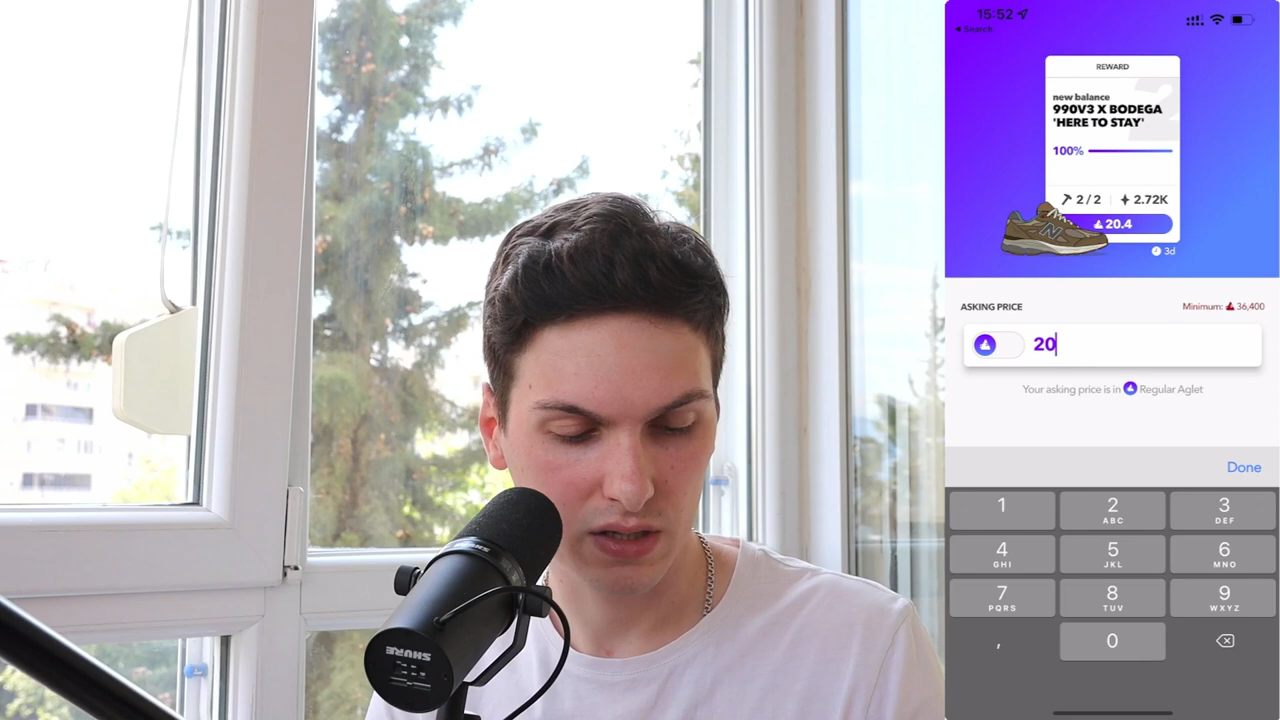 SHURE
15:52
Search
REWARD
new balance
990V3 X BODEGA
'HERE TO STAY'
100%
2 / 2 2.72K
20.4
3d
ASKING PRICE Minimum: 36,400
20
Your asking price is in Regular Aglet
Done
1 2 ABC 3 DEF
4 GHI 5 JKL 6 MNO
7 PQRS 8 TUV 9 WXYZ
, 0